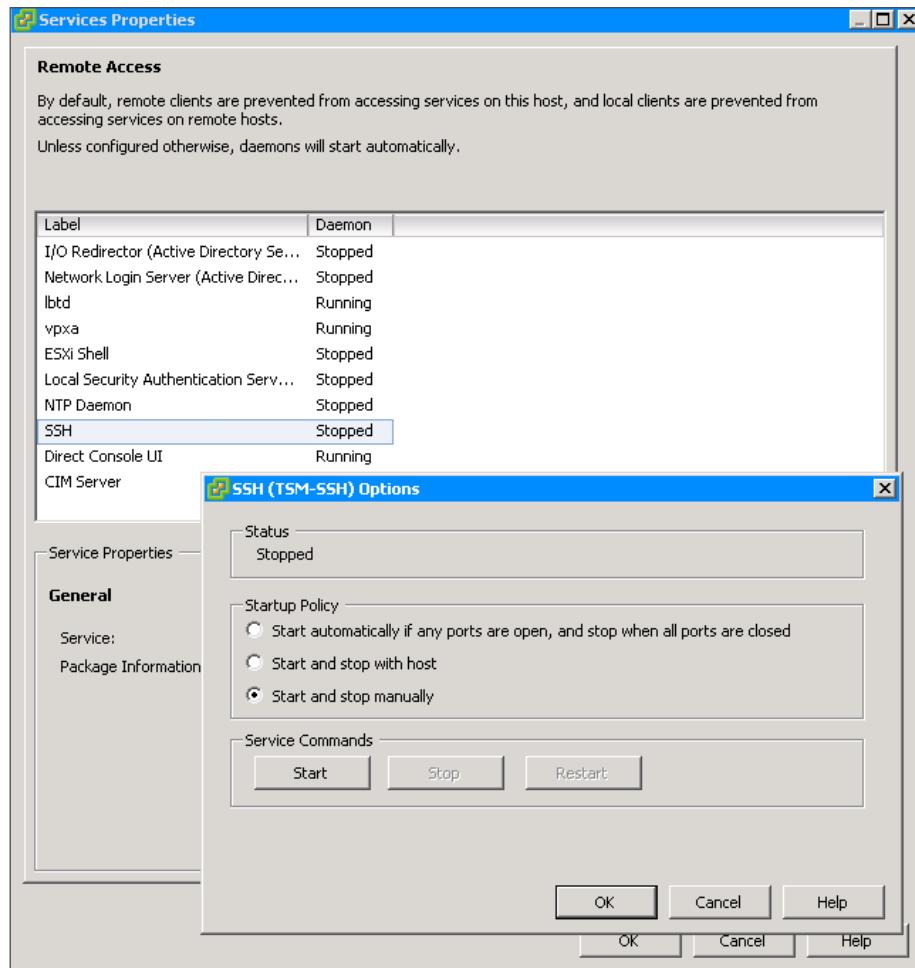 Services Properties
Remote Access
By default, remote clients are prevented from accessing services on this host, and local clients are prevented from
accessing services on remote hosts.
Unless configured otherwise, daemons will start automatically.
Label Daemon
I/O Redirector (Active Directory Se... Stopped
Network Login Server (Active Direc... Stopped
lbtd Running
vpxa Running
ESXi Shell Stopped
Local Security Authentication Serv... Stopped
NTP Daemon Stopped
SSH Stopped
Direct Console UI Running
CIM Server
SSH (TSM-SSH) Options
Status
Stopped
Service Properties
General
Service:
Package Information
Startup Policy
Start automatically if any ports are open, and stop when all ports are closed
Start and stop with host
Start and stop manually
Service Commands
Start Stop Restart
OK Cancel Help
OK Cancel Help